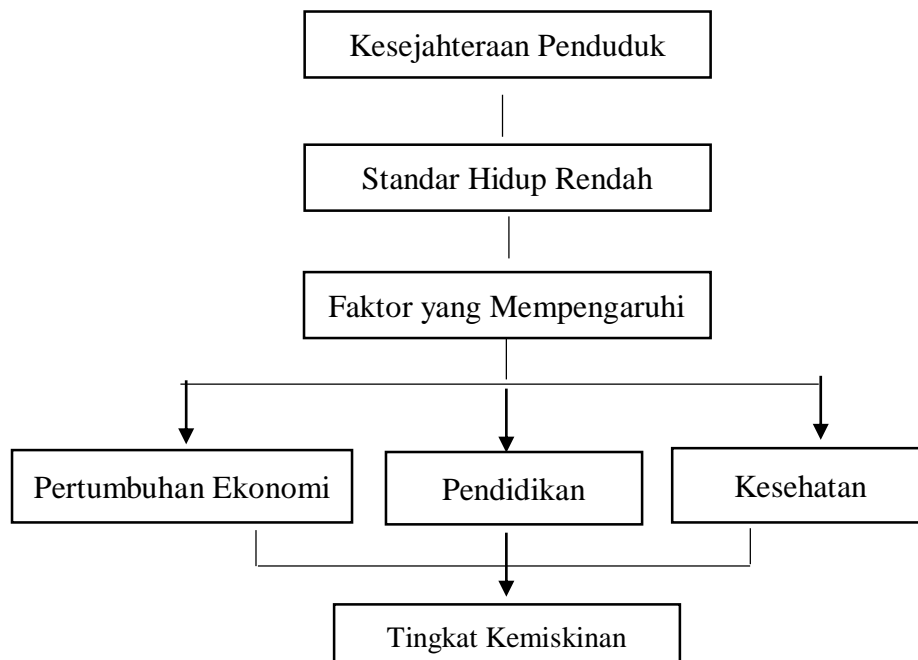 Kesejahteraan Penduduk
Standar Hidup Rendah
Faktor yang Mempengaruhi
Pertumbuhan Ekonomi
Pendidikan
Kesehatan
Tingkat Kemiskinan